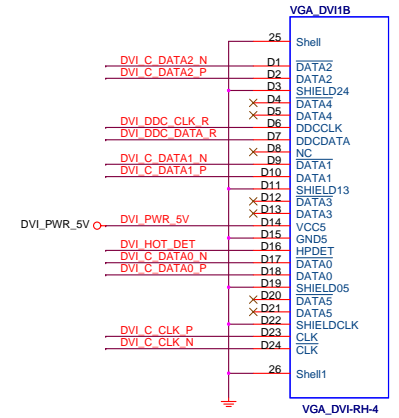 VGA_DVI1B
25 Shell
DVI_C_DATA2_N D1 DATA2
DVI_C_DATA2_P D2 DATA2
D3 SHIELD24
D4 DATA4
D5 DATA4
DVI_DDC_CLK_R D6 DDCCLK
DVI_DDC_DATA_R D7 DDCDATA
D8 NC
DVI_C_DATA1_N D9 DATA1
DVI_C_DATA1_P D10 DATA1
D11 SHIELD13
D12 DATA3
D13 DATA3
DVI_PWR_5V DVI_PWR_5V D14 VCC5
D15 GND5
DVI_HOT_DET D16 HPDET
DVI_C_DATA0_N D17 DATA0
DVI_C_DATA0_P D18 DATA0
D19 SHIELD05
D20 DATA5
D21 DATA5
D22 SHIELDCLK
DVI_C_CLK_P D23 CLK
DVI_C_CLK_N D24 CLK
26 Shell1
VGA_DVI-RH-4